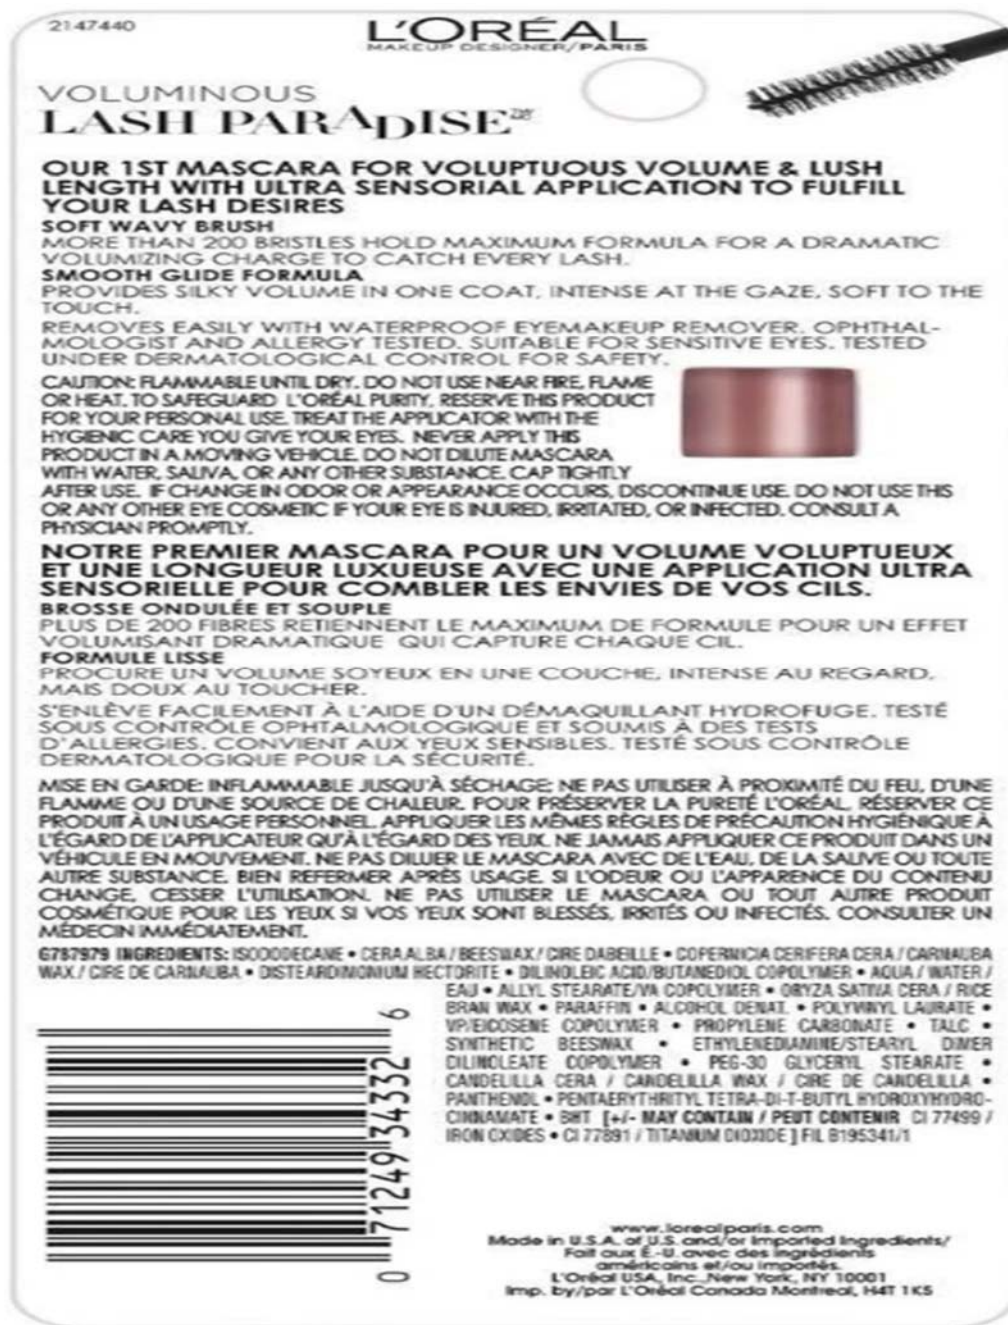 2147440
L'ORÉAL
MAKEUP DESIGNER/PARIS
VOLUMINOUS
LASH PARADISE™
OUR 1ST MASCARA FOR VOLUPTUOUS VOLUME & LUSH
LENGTH WITH ULTRA SENSORIAL APPLICATION TO FULFILL
YOUR LASH DESIRES
SOFT WAVY BRUSH
MORE THAN 200 BRISTLES HOLD MAXIMUM FORMULA FOR A DRAMATIC
VOLUMIZING CHARGE TO CATCH EVERY LASH.
SMOOTH GLIDE FORMULA
PROVIDES SILKY VOLUME IN ONE COAT, INTENSE AT THE GAZE, SOFT TO THE
TOUCH.
REMOVES EASILY WITH WATERPROOF EYEMAKEUP REMOVER. OPHTHAL-
MOLOGIST AND ALLERGY TESTED. SUITABLE FOR SENSITIVE EYES. TESTED
UNDER DERMATOLOGICAL CONTROL FOR SAFETY.
CAUTION: FLAMMABLE UNTIL DRY. DO NOT USE NEAR FIRE, FLAME
OR HEAT. TO SAFEGUARD L'ORÉAL PURITY, RESERVE THIS PRODUCT
FOR YOUR PERSONAL USE. TREAT THE APPLICATOR WITH THE
HYGIENIC CARE YOU GIVE YOUR EYES. NEVER APPLY THIS
PRODUCT IN A MOVING VEHICLE. DO NOT DILUTE MASCARA
WITH WATER, SALIVA, OR ANY OTHER SUBSTANCE. CAP TIGHTLY
AFTER USE. IF CHANGE IN ODOR OR APPEARANCE OCCURS, DISCONTINUE USE. DO NOT USE THIS
OR ANY OTHER EYE COSMETIC IF YOUR EYE IS INJURED, IRRITATED, OR INFECTED. CONSULT A
PHYSICIAN PROMPTLY.
NOTRE PREMIER MASCARA POUR UN VOLUME VOLUPTUEUX
ET UNE LONGUEUR LUXUEUSE AVEC UNE APPLICATION ULTRA
SENSORIELLE POUR COMBLER LES ENVIES DE VOS CILS.
BROSSE ONDULÉE ET SOUPLE
PLUS DE 200 FIBRES RETIENNENT LE MAXIMUM DE FORMULE POUR UN EFFET
VOLUMISANT DRAMATIQUE QUI CAPTURE CHAQUE CIL.
FORMULE LISSE
PROCURE UN VOLUME SOYEUX EN UNE COUCHE, INTENSE AU REGARD,
MAIS DOUX AU TOUCHER.
S'ENLÈVE FACILEMENT À L'AIDE D'UN DÉMAQUILLANT HYDROFUGE. TESTÉ
SOUS CONTRÔLE OPHTALMOLOGIQUE ET SOUMIS À DES TESTS
D'ALLERGIES. CONVIENT AUX YEUX SENSIBLES. TESTÉ SOUS CONTRÔLE
DERMATOLOGIQUE POUR LA SÉCURITÉ.
MISE EN GARDE: INFLAMMABLE JUSQU'À SÉCHAGE; NE PAS UTILISER À PROXIMITÉ DU FEU, D'UNE
FLAMME OU D'UNE SOURCE DE CHALEUR. POUR PRÉSERVER LA PURETÉ L'ORÉAL, RÉSERVER CE
PRODUIT À UN USAGE PERSONNEL. APPLIQUER LES MÊMES RÈGLES DE PRÉCAUTION HYGIÉNIQUE À
L'ÉGARD DE L'APPLICATEUR QU'À L'ÉGARD DES YEUX. NE JAMAIS APPLIQUER CE PRODUIT DANS UN
VÉHICULE EN MOUVEMENT. NE PAS DILUER LE MASCARA AVEC DE L'EAU, DE LA SALIVE OU TOUTE
AUTRE SUBSTANCE. BIEN REFERMER APRÈS USAGE. SI L'ODEUR OU L'APPARENCE DU CONTENU
CHANGE, CESSER L'UTILISATION. NE PAS UTILISER LE MASCARA OU TOUT AUTRE PRODUIT
COSMÉTIQUE POUR LES YEUX SI VOS YEUX SONT BLESSÉS, IRRITÉS OU INFECTÉS. CONSULTER UN
MÉDECIN IMMÉDIATEMENT.
G787979 INGREDIENTS: ISODODECANE • CERA ALBA / BEESWAX / CIRE DABEILLE • COPERNICIA CERIFERA CERA / CARNAUBA
WAX / CIRE DE CARNAUBA • DISTEARDIMONIUM HECTORITE • DILINOLEIC ACID/BUTANEDIOL COPOLYMER • AQUA / WATER /
EAU • ALLYL STEARATE/VA COPOLYMER • ORYZA SATIVA CERA / RICE
BRAN WAX • PARAFFIN • ALCOHOL DENAT. • POLYVINYL LAURATE •
VP/EICOSENE COPOLYMER • PROPYLENE CARBONATE • TALC •
SYNTHETIC BEESWAX • ETHYLENEDIAMINE/STEARYL DIMER
DILINOLEATE COPOLYMER • PEG-30 GLYCERYL STEARATE •
CANDELILLA CERA / CANDELILLA WAX / CIRE DE CANDELILLA •
PANTHENOL • PENTAERYTHRITYL TETRA-DI-T-BUTYL HYDROXYHYDRO-
CINNAMATE • BHT [+/- MAY CONTAIN / PEUT CONTENIR CI 77499 /
IRON OXIDES • CI 77891 / TITANIUM DIOXIDE ] FIL B195341/1
0 71249 34332 6
www.lorealparis.com
Made in U.S.A. of U.S. and/or Imported Ingredients/
Fait aux É.-U. avec des ingrédients
américains et/ou importés.
L'Oréal USA, Inc., New York, NY 10001
Imp. by/par L'Oréal Canada Montreal, H4T 1K5